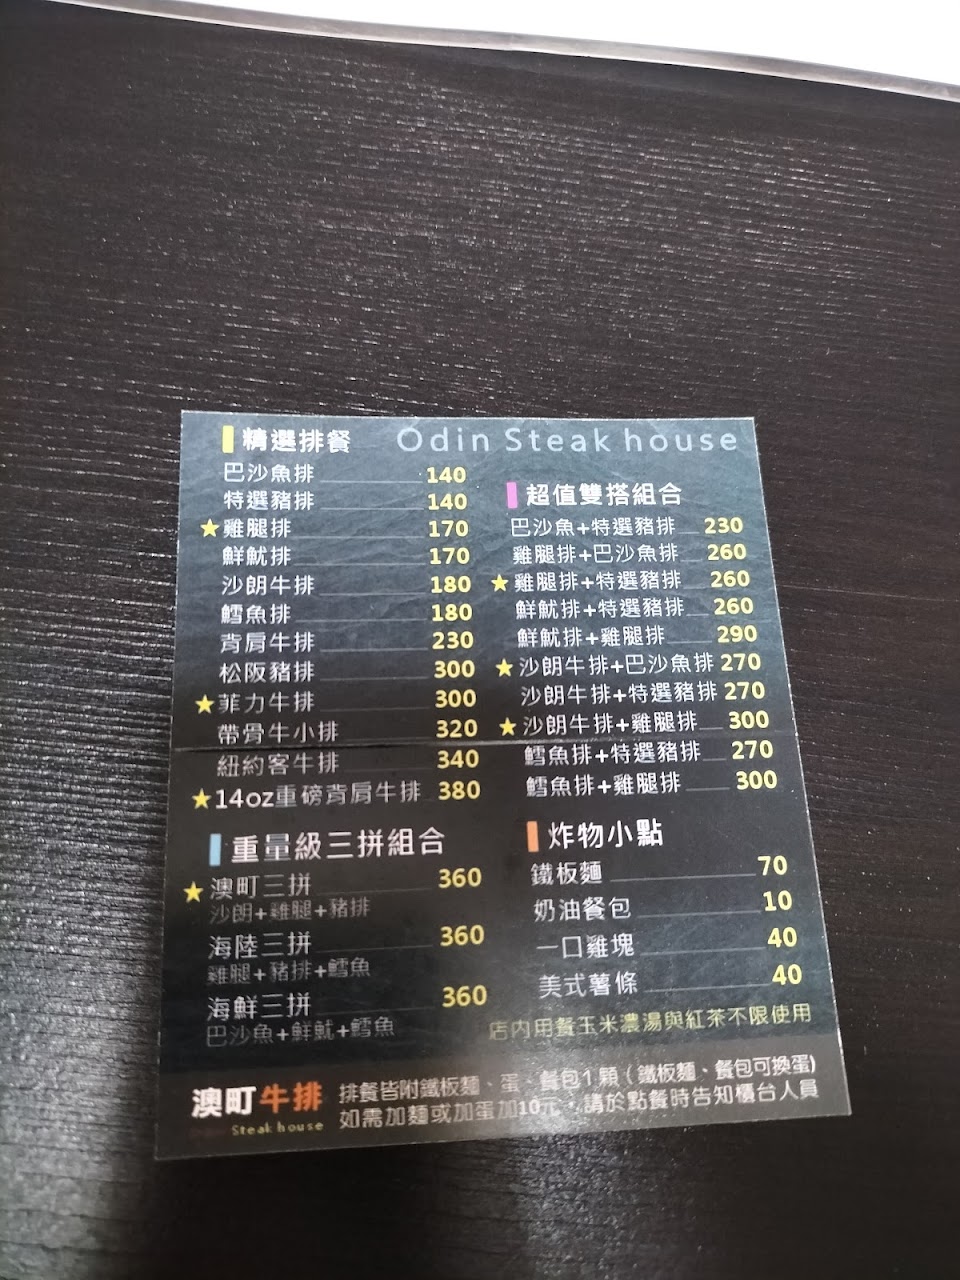 精選排餐
Odin Steak house
巴沙魚排 140
特選豬排 140
★雞腿排 170
鮮魷排 170
沙朗牛排 180
鱈魚排 180
背肩牛排 230
松阪豬排 300
★菲力牛排 300
帶骨牛小排 320
紐約客牛排 340
★14oz重磅背肩牛排 380
重量級三拼組合
★澳町三拼 360
沙朗+雞腿+豬排
海陸三拼 360
雞腿+豬排+鱈魚
海鮮三拼 360
巴沙魚+鮮魷+鱈魚
超值雙搭組合
巴沙魚+特選豬排 230
雞腿排+巴沙魚排 260
★雞腿排+特選豬排 260
鮮魷排+特選豬排 260
鮮魷排+雞腿排 290
★沙朗牛排+巴沙魚排 270
沙朗牛排+特選豬排 270
★沙朗牛排+雞腿排 300
鱈魚排+特選豬排 270
鱈魚排+雞腿排 300
炸物小點
鐵板麵 70
奶油餐包 10
一口雞塊 40
美式薯條 40
店內用餐玉米濃湯與紅茶不限使用
澳町牛排
Odin Steak house
排餐皆附鐵板麵、蛋、餐包1顆（鐵板麵、餐包可換蛋)
如需加麵或加蛋加10元，請於點餐時告知櫃台人員